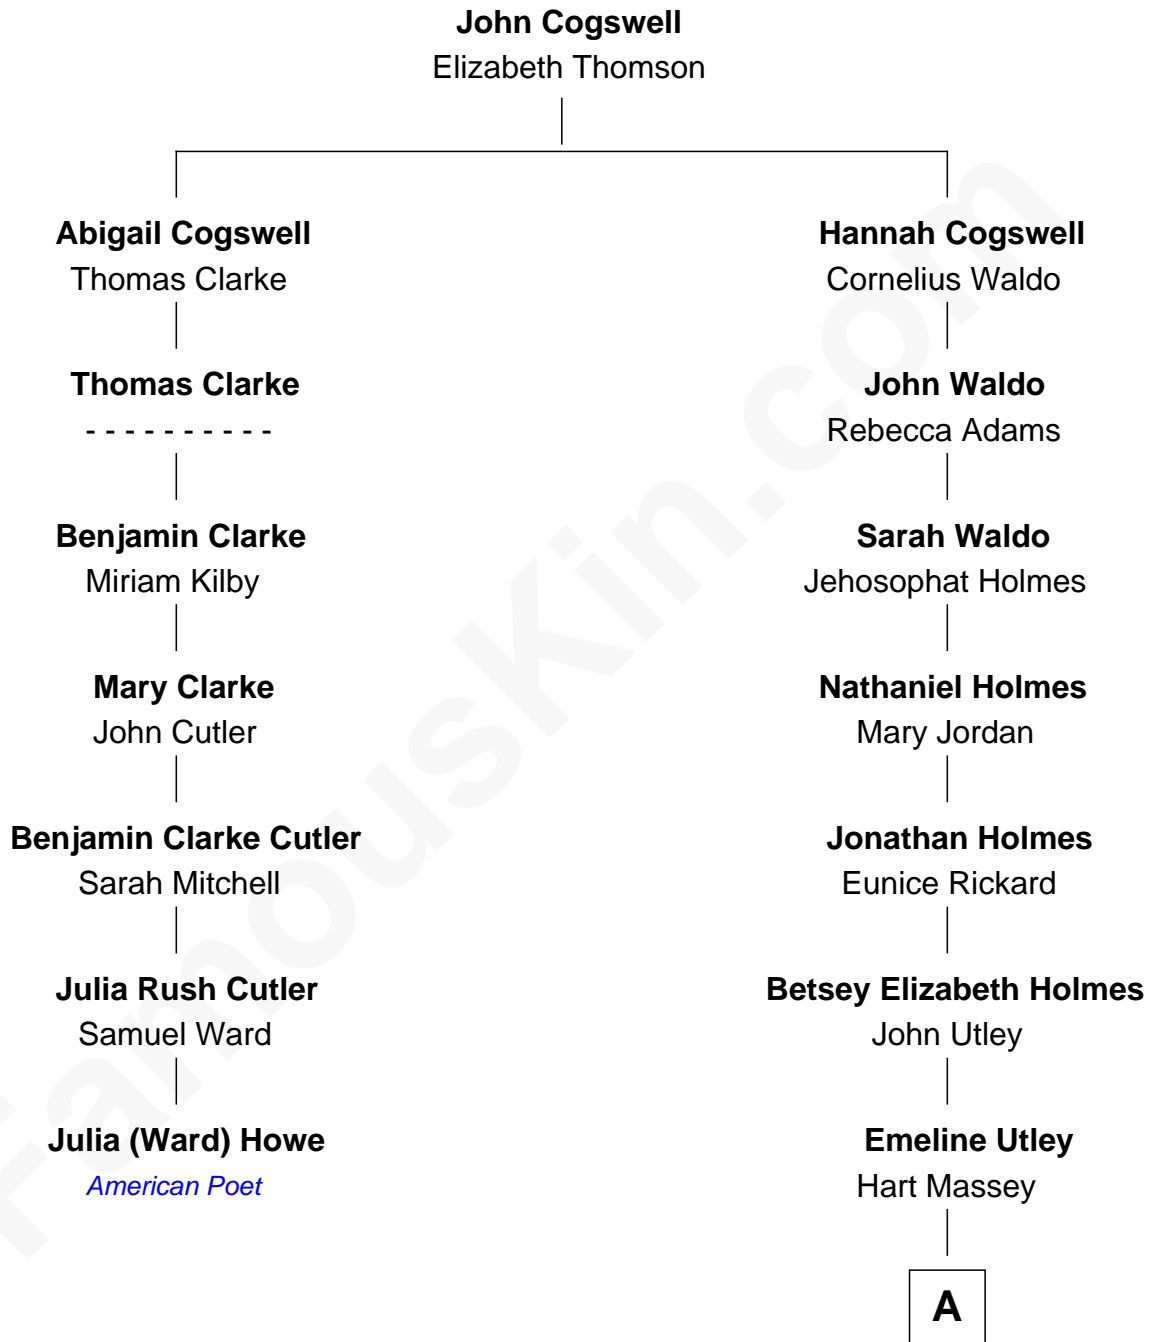 John Cogswell
Elizabeth Thomson
Abigail Cogswell
Thomas Clarke
Hannah Cogswell
Cornelius Waldo
Thomas Clarke
- - - - - - - - - -
John Waldo
Rebecca Adams
Benjamin Clarke
Miriam Kilby
Sarah Waldo
Jehosophat Holmes
Mary Clarke
John Cutler
Nathaniel Holmes
Mary Jordan
Benjamin Clarke Cutler
Sarah Mitchell
Jonathan Holmes
Eunice Rickard
Julia Rush Cutler
Samuel Ward
Betsey Elizabeth Holmes
John Utley
Julia (Ward) Howe
American Poet
Emeline Utley
Hart Massey
A
FamousKin.com